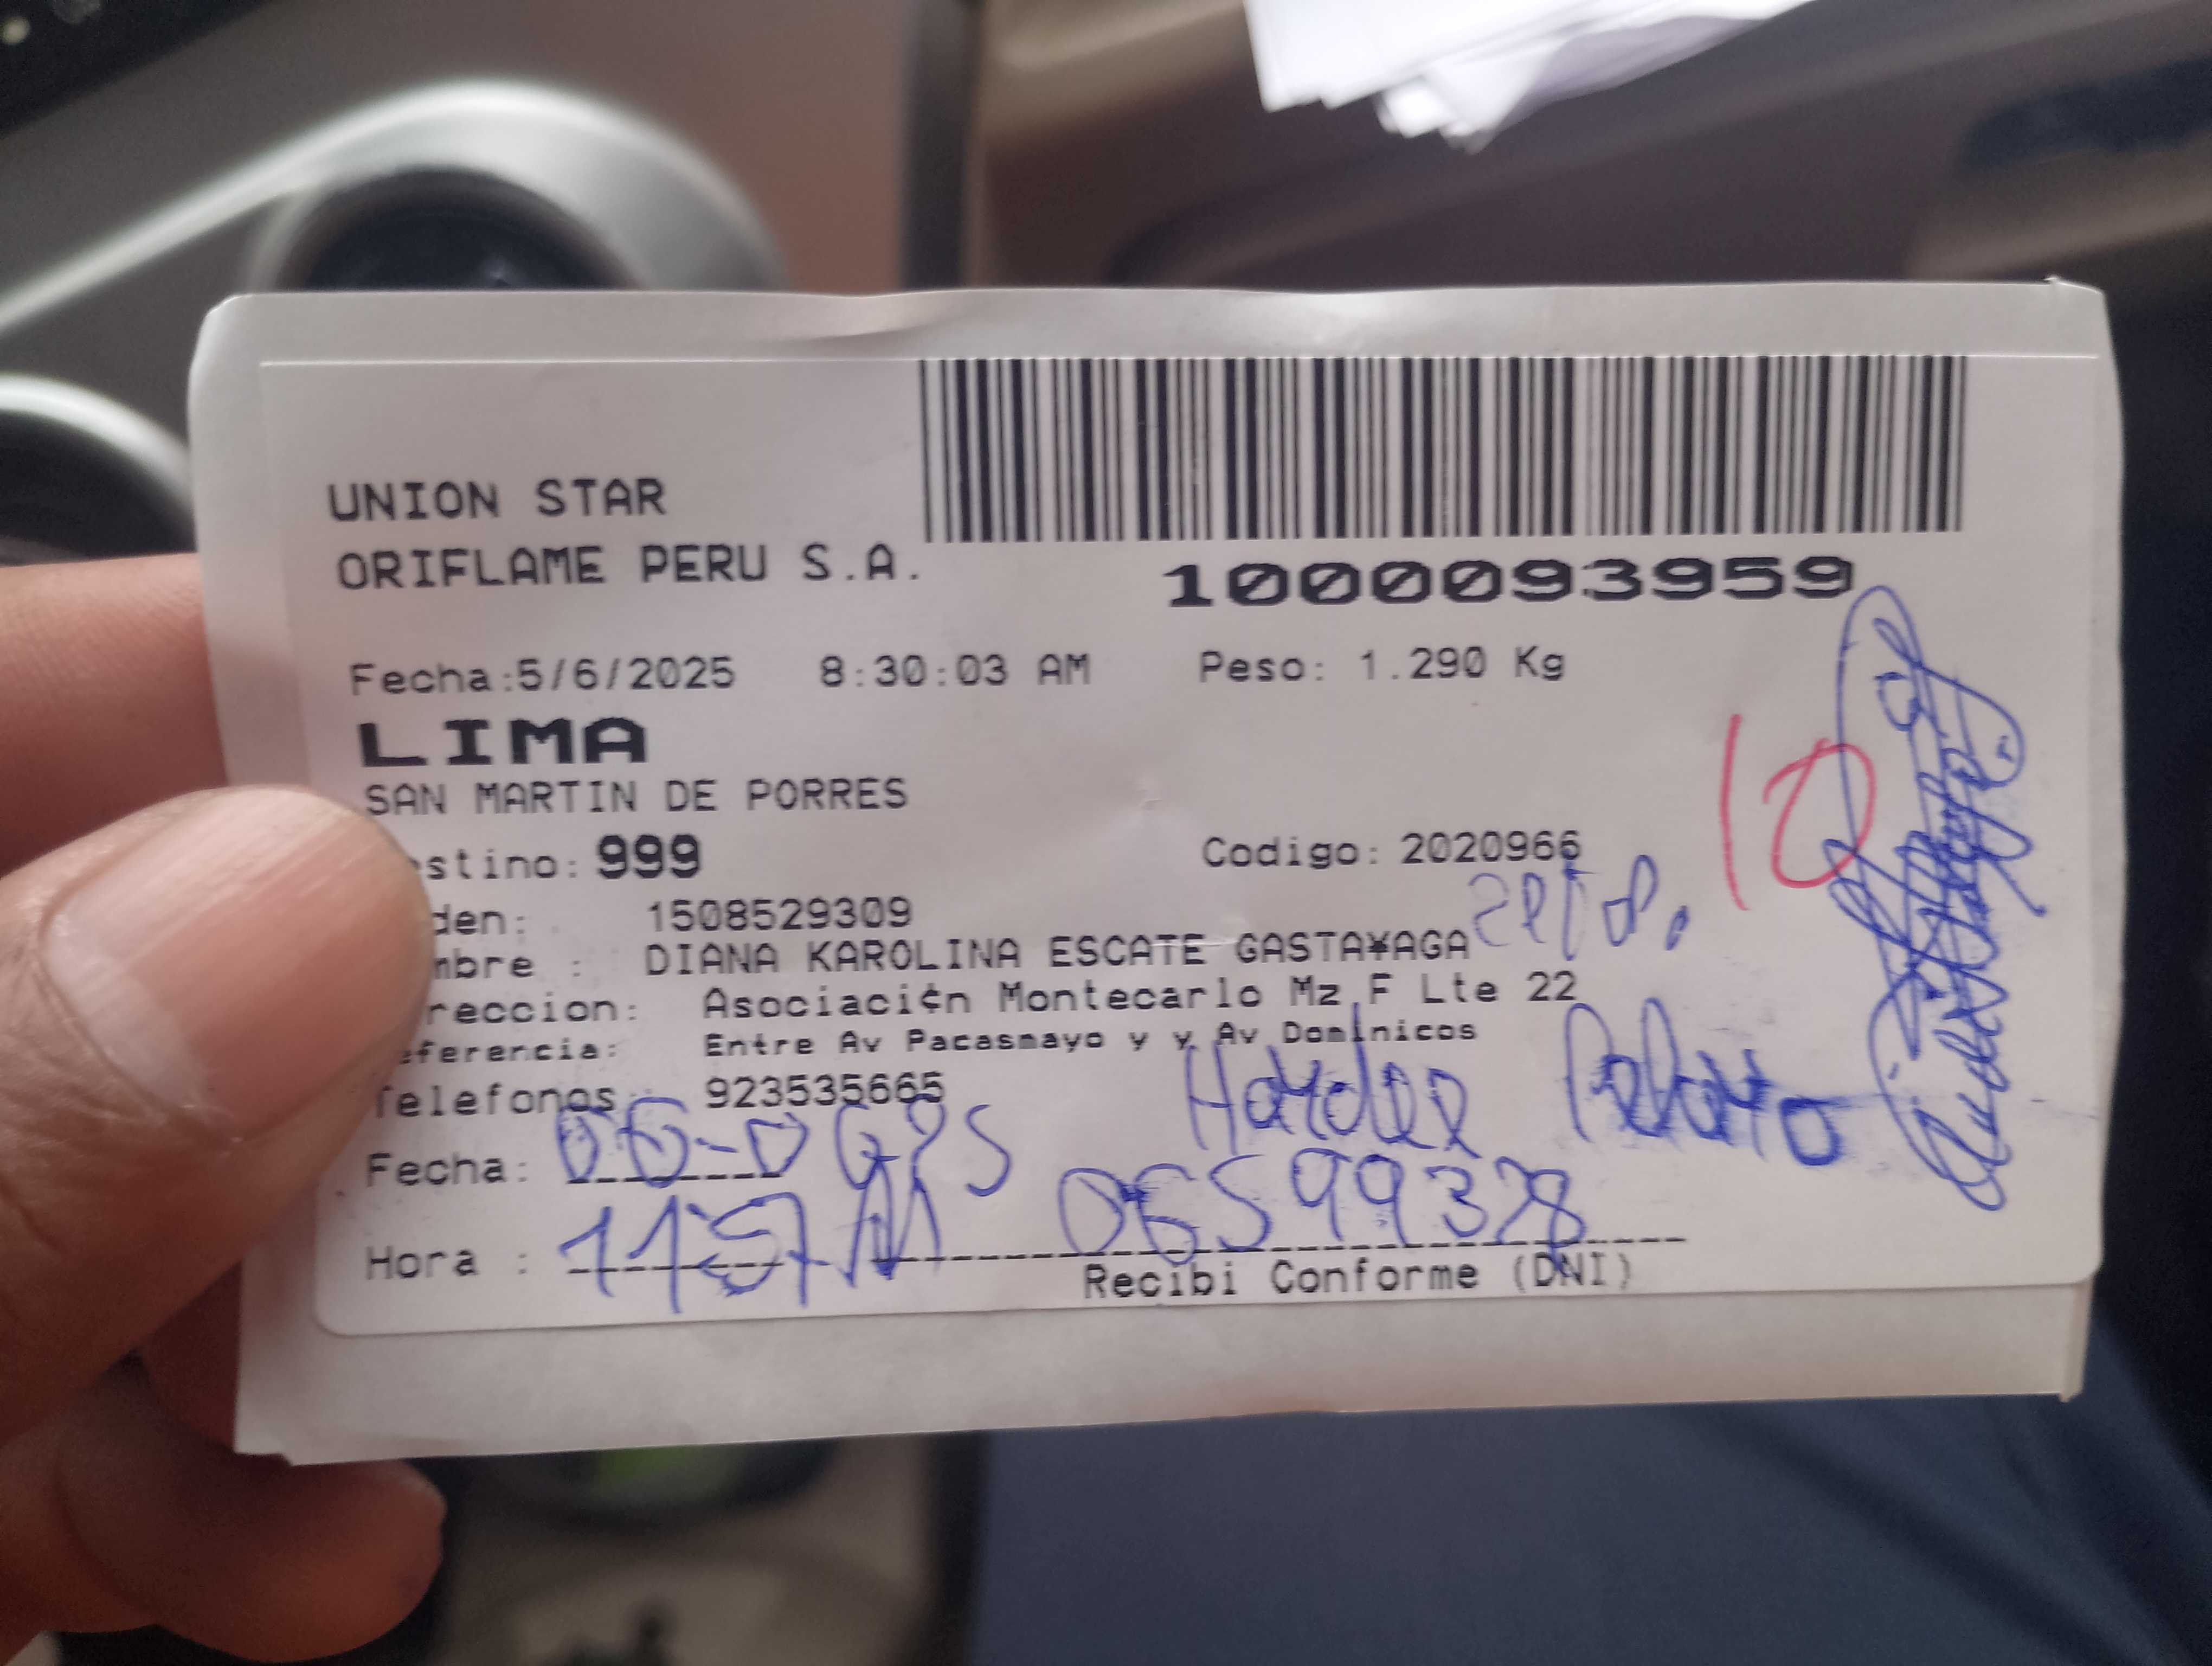 UNION STAR
ORIFLAME PERU S.A.
1000093959
Fecha:5/6/2025 8:30:03 AM Peso: 1.290 Kg
LIMA
SAN MARTIN DE PORRES
10
stino: 999 Codigo: 2020966
den: 1508529309
mbre : DIANA KAROLINA ESCATE GASTA¥AGA
reccion: Asociaci¢n Montecarlo Mz F Lte 22
eferencia: Entre Av Pacasmayo y y Av Dominicos
Telefonos: 923535665
Fecha:
Hora : 06599328
Recibi Conforme (DNI)